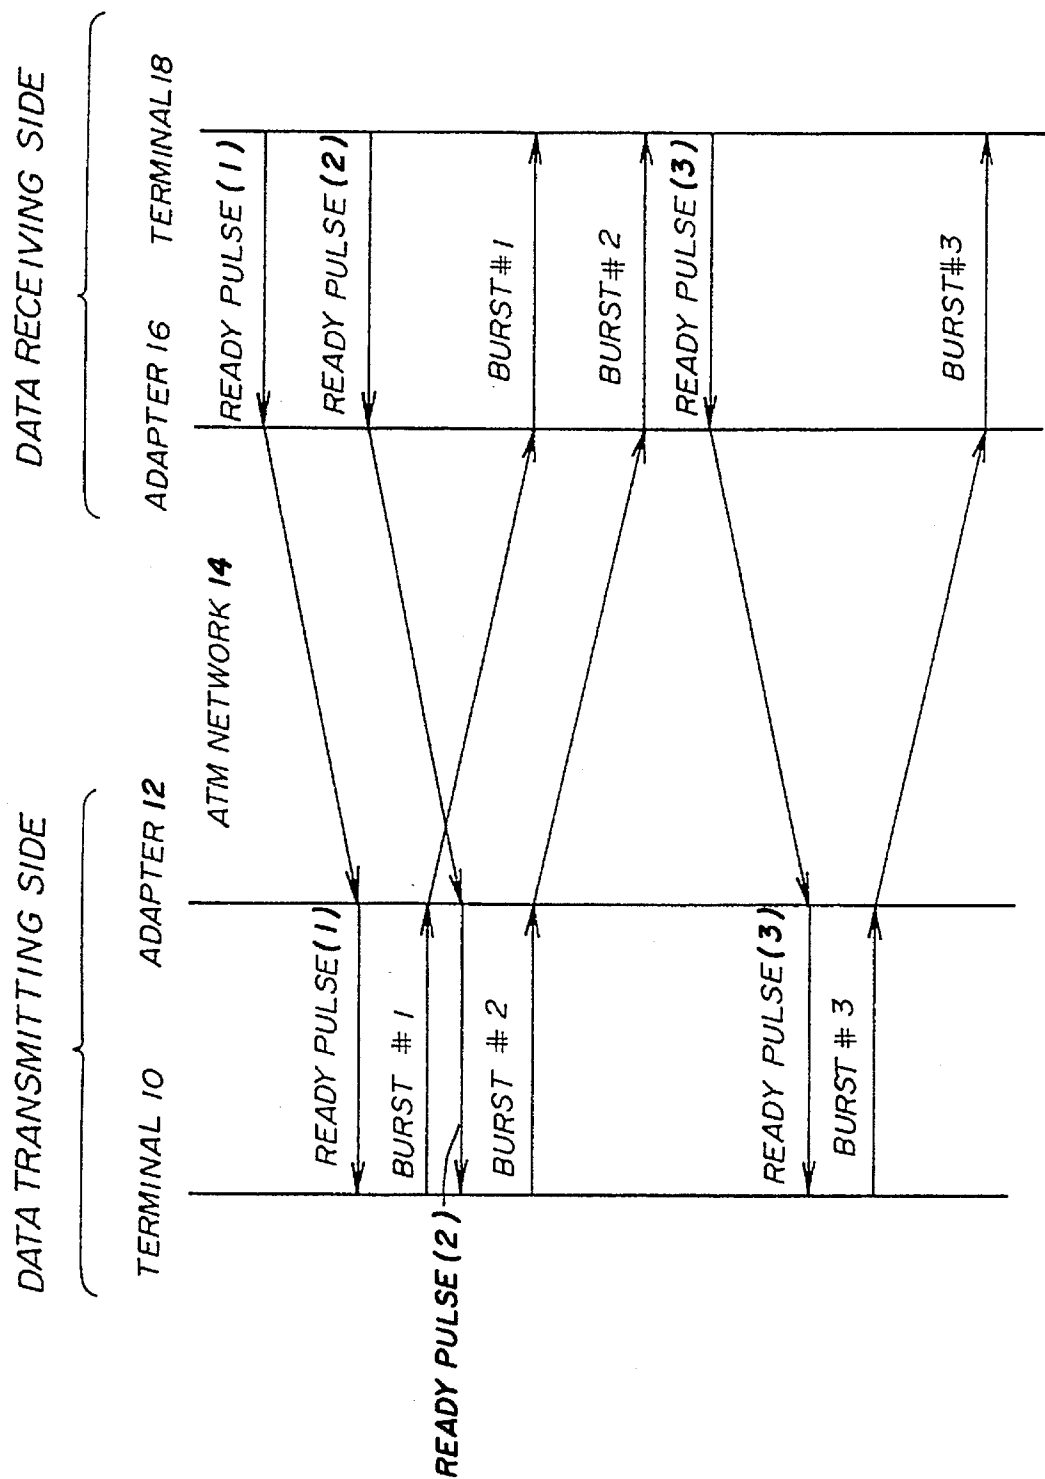 DATA TRANSMITTING SIDE
DATA RECEIVING SIDE
TERMINAL 10
ADAPTER 12
ADAPTER 16
TERMINAL 18
ATM NETWORK 14
READY PULSE (1)
READY PULSE (1)
READY PULSE (2)
BURST #1
READY PULSE (2)
BURST #2
BURST #1
BURST #2
READY PULSE (3)
READY PULSE (3)
BURST #3
BURST #3